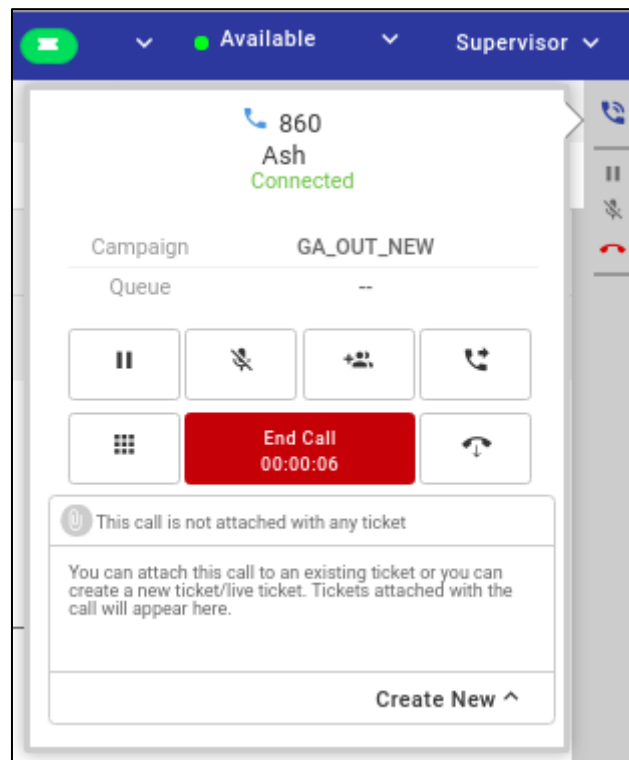 Available
Supervisor
860
Ash
Connected
Campaign GA_OUT_NEW
Queue --
End Call
00:00:06
This call is not attached with any ticket
You can attach this call to an existing ticket or you can
create a new ticket/live ticket. Tickets attached with the
call will appear here.
Create New